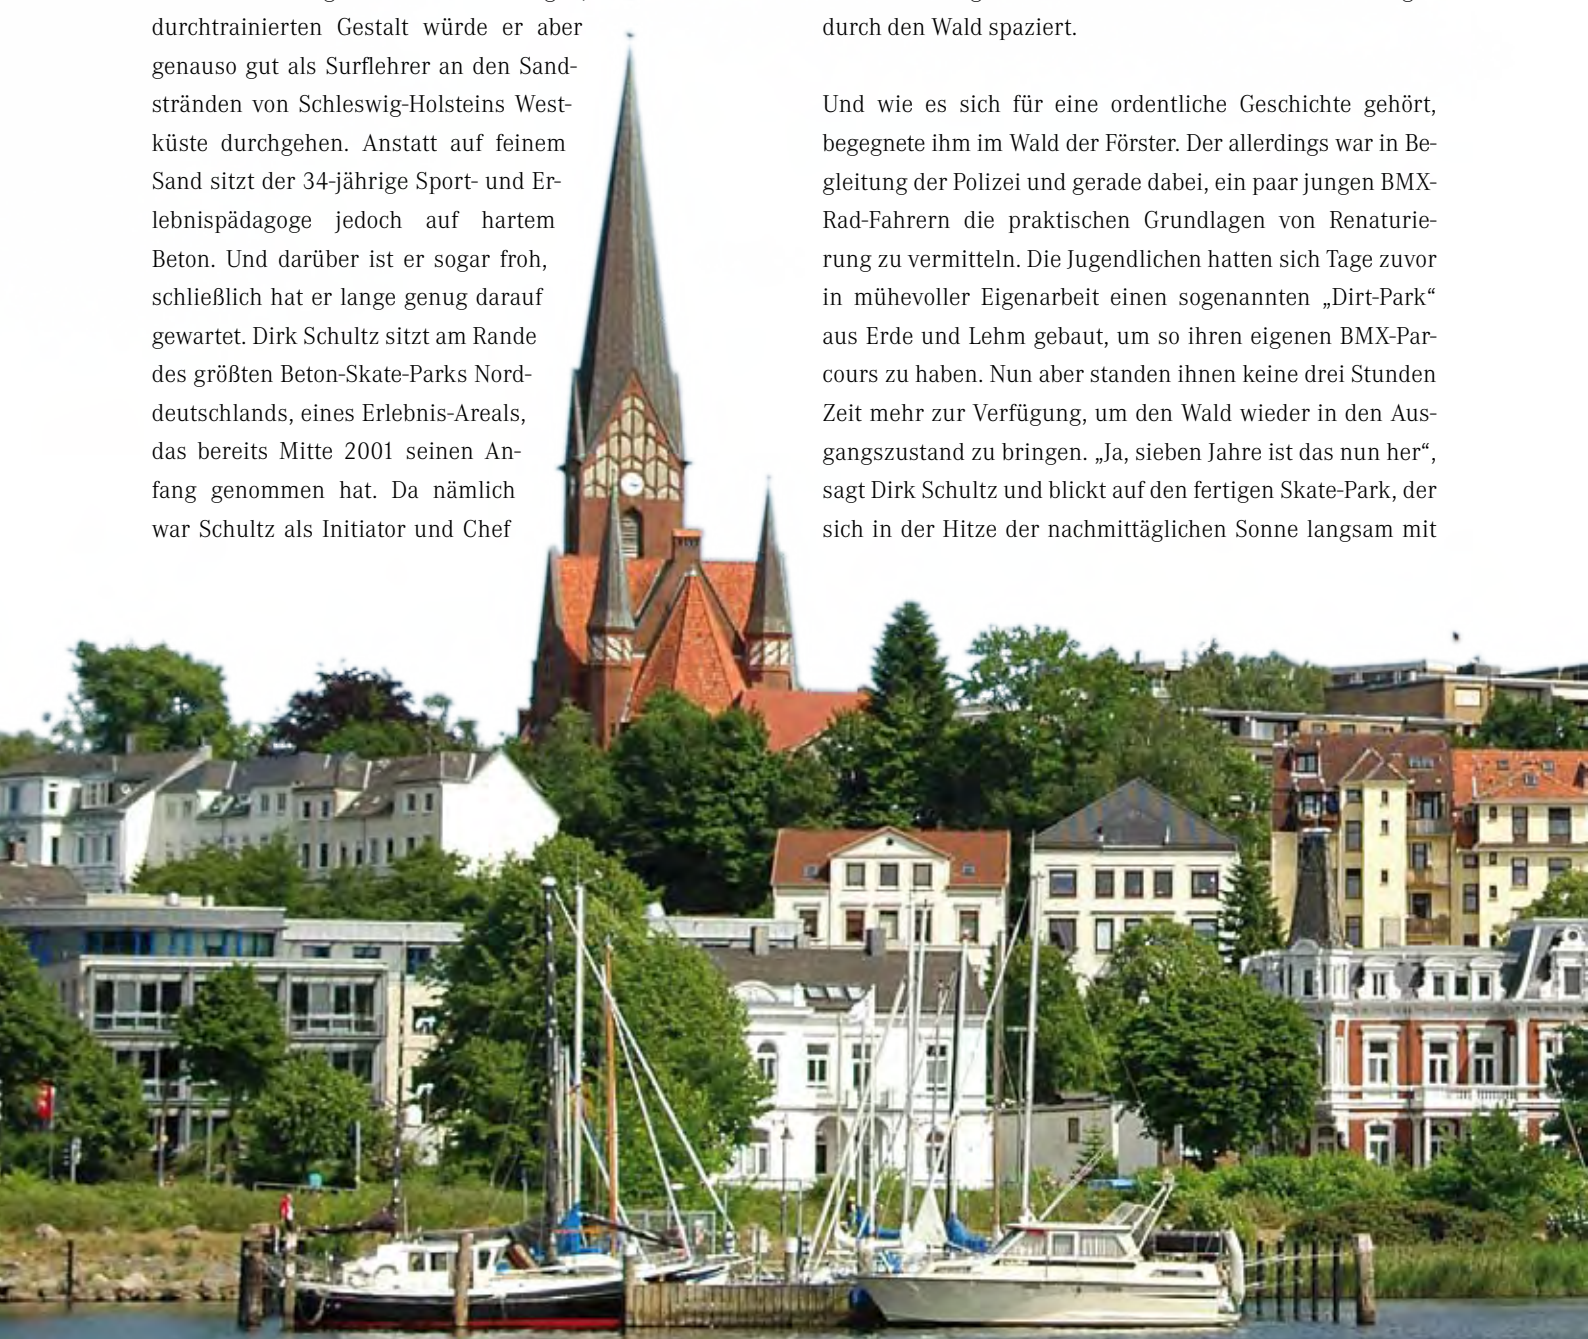 durchtrainierten Gestalt würde er aber
genauso gut als Surflehrer an den Sand-
stränden von Schleswig-Holsteins West-
küste durchgehen. Anstatt auf feinem
Sand sitzt der 34-jährige Sport- und Er-
lebnispädagoge jedoch auf hartem
Beton. Und darüber ist er sogar froh,
schließlich hat er lange genug darauf
gewartet. Dirk Schultz sitzt am Rande
des größten Beton-Skate-Parks Nord-
deutschlands, eines Erlebnis-Areals,
das bereits Mitte 2001 seinen An-
fang genommen hat. Da nämlich
war Schultz als Initiator und Chef
durch den Wald spaziert.
Und wie es sich für eine ordentliche Geschichte gehört,
begegnete ihm im Wald der Förster. Der allerdings war in Be-
gleitung der Polizei und gerade dabei, ein paar jungen BMX-
Rad-Fahrern die praktischen Grundlagen von Renaturie-
rung zu vermitteln. Die Jugendlichen hatten sich Tage zuvor
in mühevoller Eigenarbeit einen sogenannten „Dirt-Park“
aus Erde und Lehm gebaut, um so ihren eigenen BMX-Par-
cours zu haben. Nun aber standen ihnen keine drei Stunden
Zeit mehr zur Verfügung, um den Wald wieder in den Aus-
gangszustand zu bringen. „Ja, sieben Jahre ist das nun her“,
sagt Dirk Schultz und blickt auf den fertigen Skate-Park, der
sich in der Hitze der nachmittäglichen Sonne langsam mit